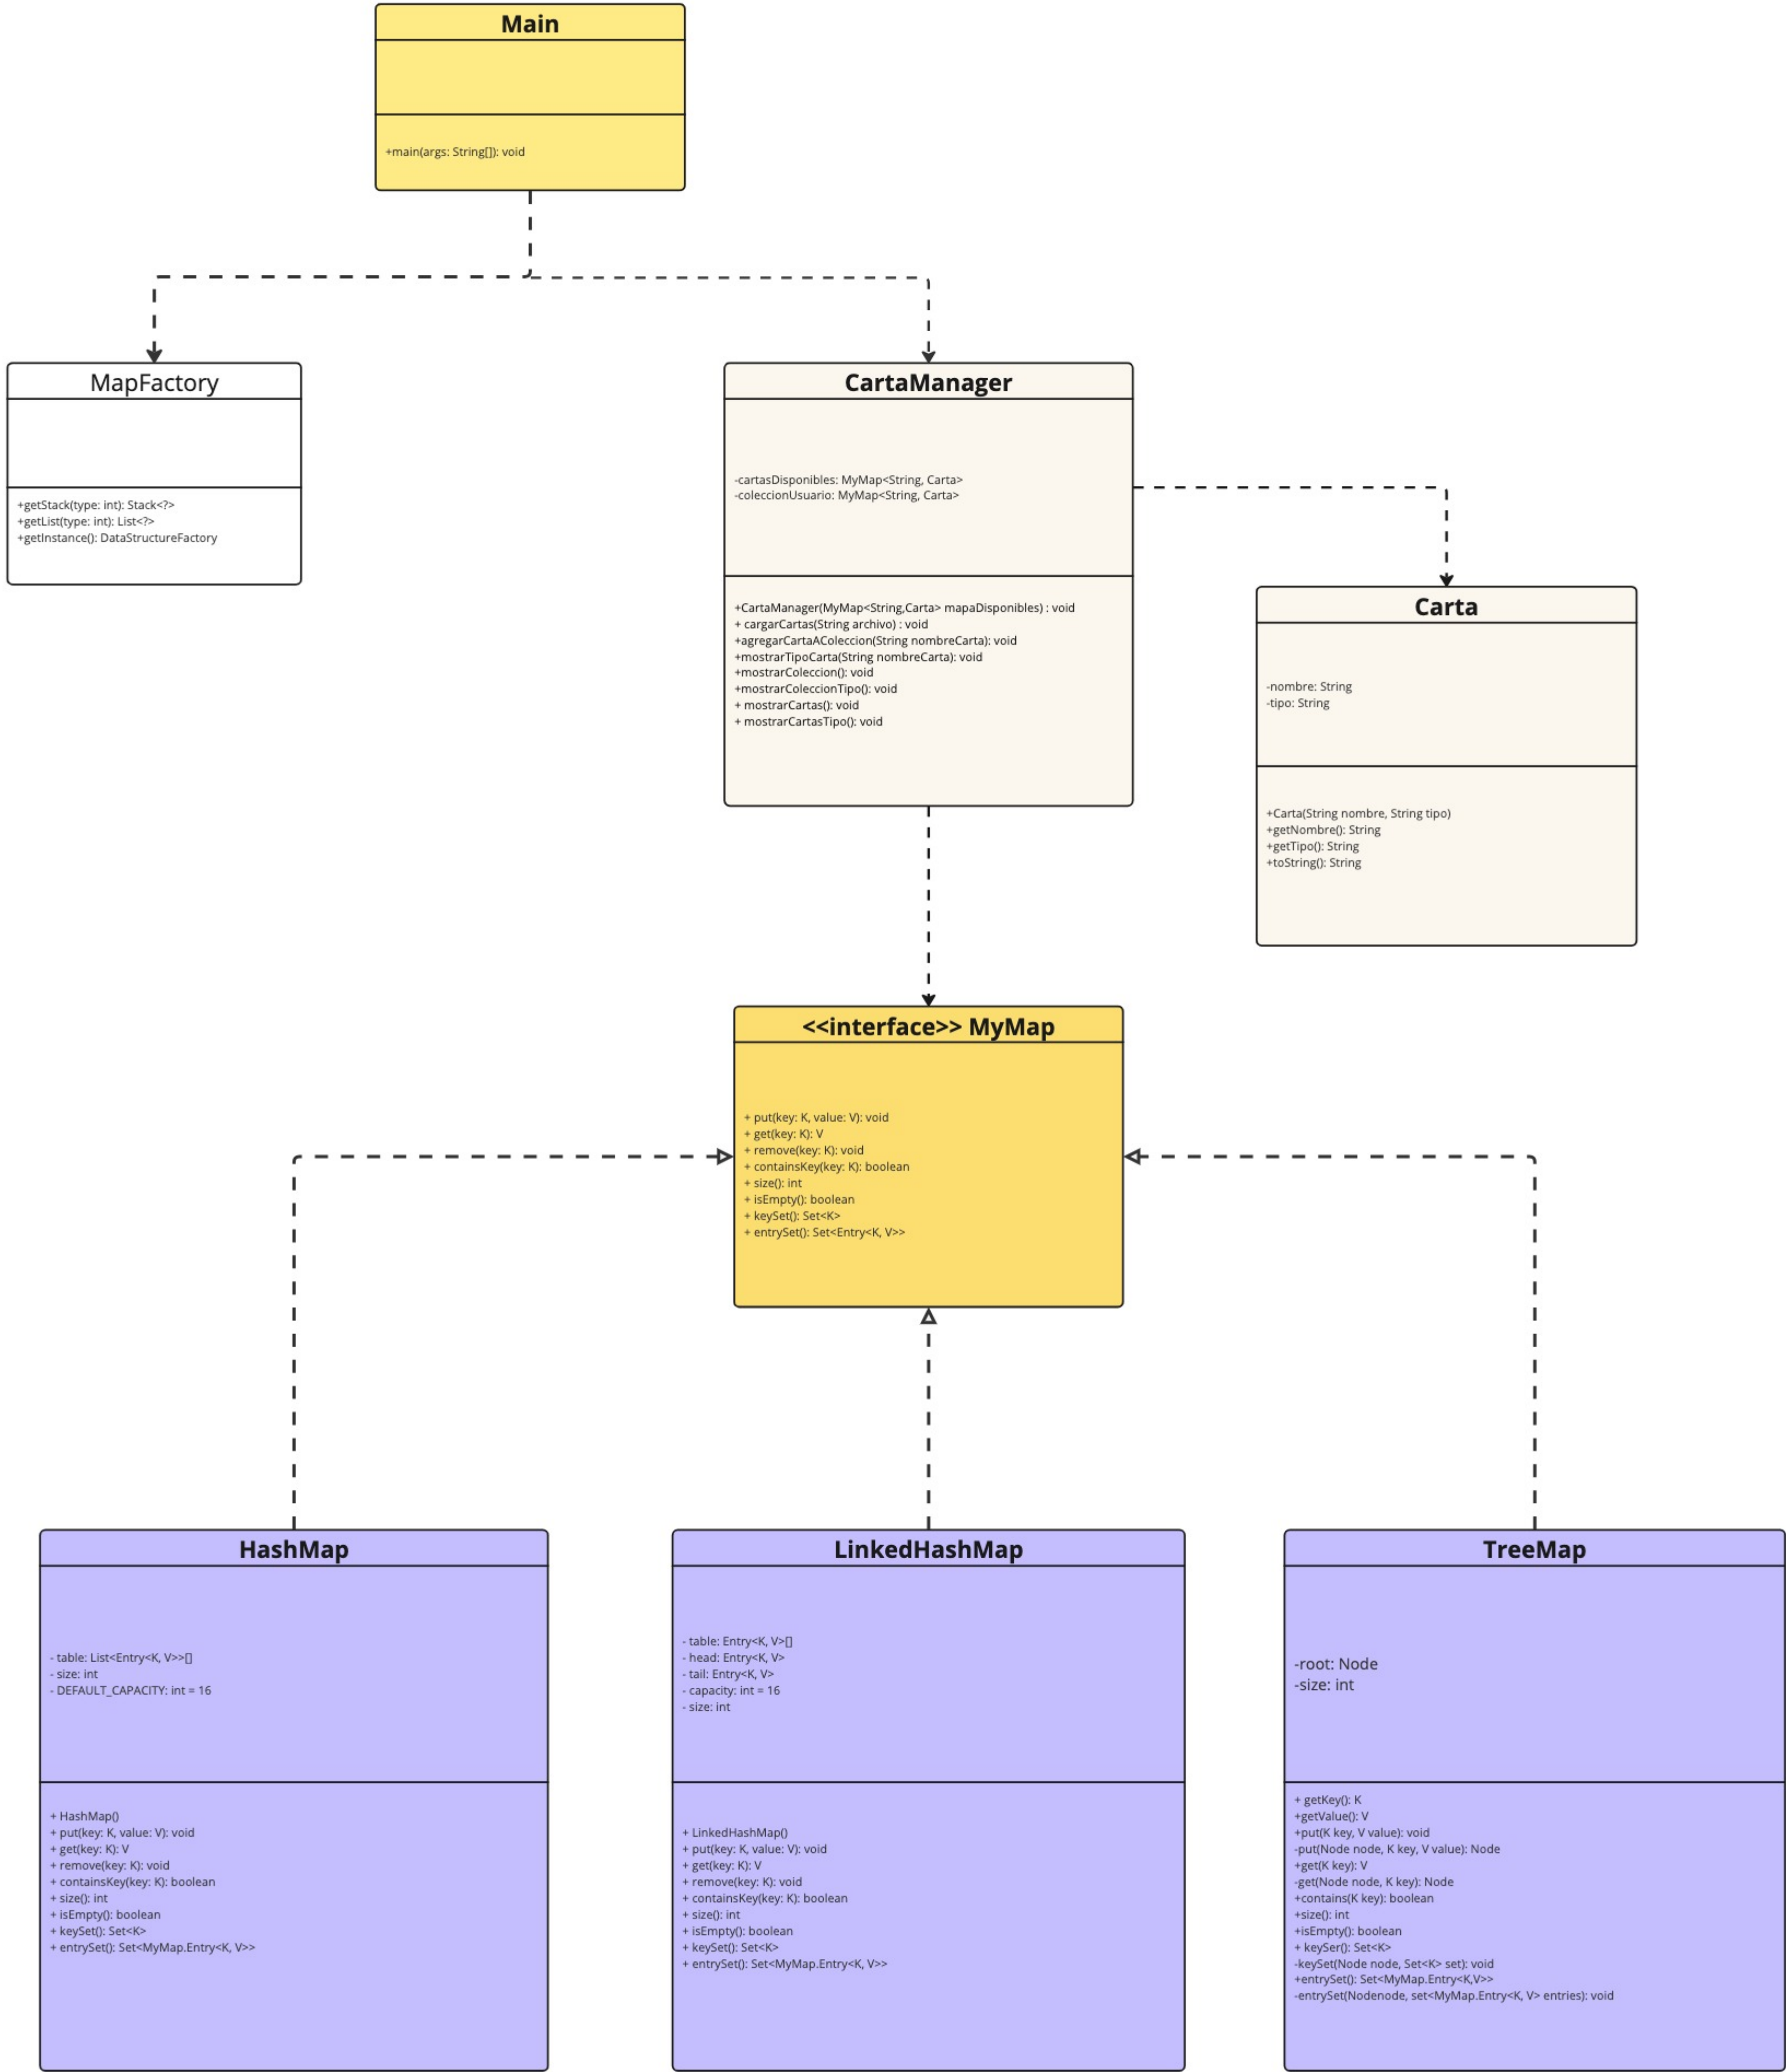 Main
+main(args: String[]): void
MapFactory
+getStack(type: int): Stack<?>
+getList(type: int): List<?>
+getInstance(): DataStructureFactory
CartaManager
-cartasDisponibles: MyMap<String, Carta>
-coleccionUsuario: MyMap<String, Carta>
+CartaManager(MyMap<String,Carta> mapaDisponibles) : void
+ cargarCartas(String archivo) : void
+agregarCartaAColeccion(String nombreCarta): void
+mostrarTipoCarta(String nombreCarta): void
+mostrarColeccion(): void
+mostrarColeccionTipo(): void
+ mostrarCartas(): void
+ mostrarCartasTipo(): void
Carta
-nombre: String
-tipo: String
+Carta(String nombre, String tipo)
+getNombre(): String
+getTipo(): String
+toString(): String
<<interface>> MyMap
+ put(key: K, value: V): void
+ get(key: K): V
+ remove(key: K): void
+ containsKey(key: K): boolean
+ size(): int
+ isEmpty(): boolean
+ keySet(): Set<K>
+ entrySet(): Set<Entry<K, V>>
HashMap
- table: List<Entry<K, V>>[]
- size: int
- DEFAULT_CAPACITY: int = 16
+ HashMap()
+ put(key: K, value: V): void
+ get(key: K): V
+ remove(key: K): void
+ containsKey(key: K): boolean
+ size(): int
+ isEmpty(): boolean
+ keySet(): Set<K>
+ entrySet(): Set<MyMap.Entry<K, V>>
LinkedHashMap
- table: Entry<K, V>[]
- head: Entry<K, V>
- tail: Entry<K, V>
- capacity: int = 16
- size: int
+ LinkedHashMap()
+ put(key: K, value: V): void
+ get(key: K): V
+ remove(key: K): void
+ containsKey(key: K): boolean
+ size(): int
+ isEmpty(): boolean
+ keySet(): Set<K>
+ entrySet(): Set<MyMap.Entry<K, V>>
TreeMap
-root: Node
-size: int
+ getKey(): K
+getValue(): V
+put(K key, V value): void
-put(Node node, K key, V value): Node
+get(K key): V
-get(Node node, K key): Node
+contains(K key): boolean
+size(): int
+isEmpty(): boolean
+ keySer(): Set<K>
-keySet(Node node, Set<K> set): void
+entrySet(): Set<MyMap.Entry<K,V>>
-entrySet(Nodenode, set<MyMap.Entry<K, V> entries): void